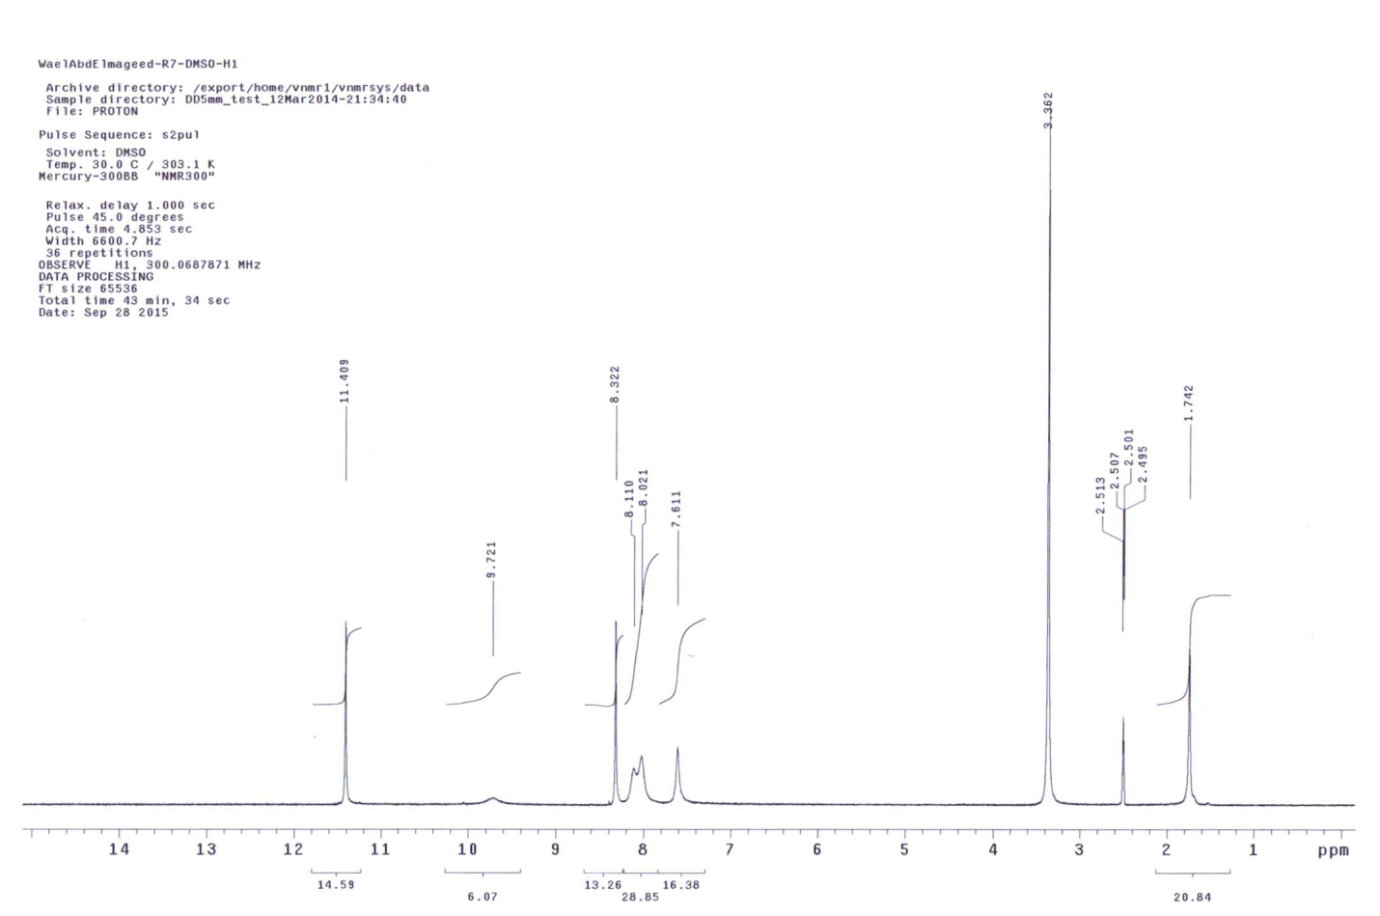 WaelAbdElmageed-R7-DMSO-H1
Archive directory: /export/home/vnmr1/vnmrsys/data
Sample directory: DD5mm_test_12Mar2014-21:34:40
File: PROTON
Pulse Sequence: s2pul
Solvent: DMSO
Temp. 30.0 C / 303.1 K
Mercury-300BB "NMR300"
Relax. delay 1.000 sec
Pulse 45.0 degrees
Acq. time 4.853 sec
Width 6600.7 Hz
36 repetitions
OBSERVE H1, 300.0687871 MHz
DATA PROCESSING
FT size 65536
Total time 43 min, 34 sec
Date: Sep 28 2015
11.409
9.721
8.322
8.110
8.021
7.611
3.362
2.513
2.507
2.501
2.495
1.742
14 13 12 11 10 9 8 7 6 5 4 3 2 1 ppm
14.59 13.26 16.38
6.07 28.85 20.84